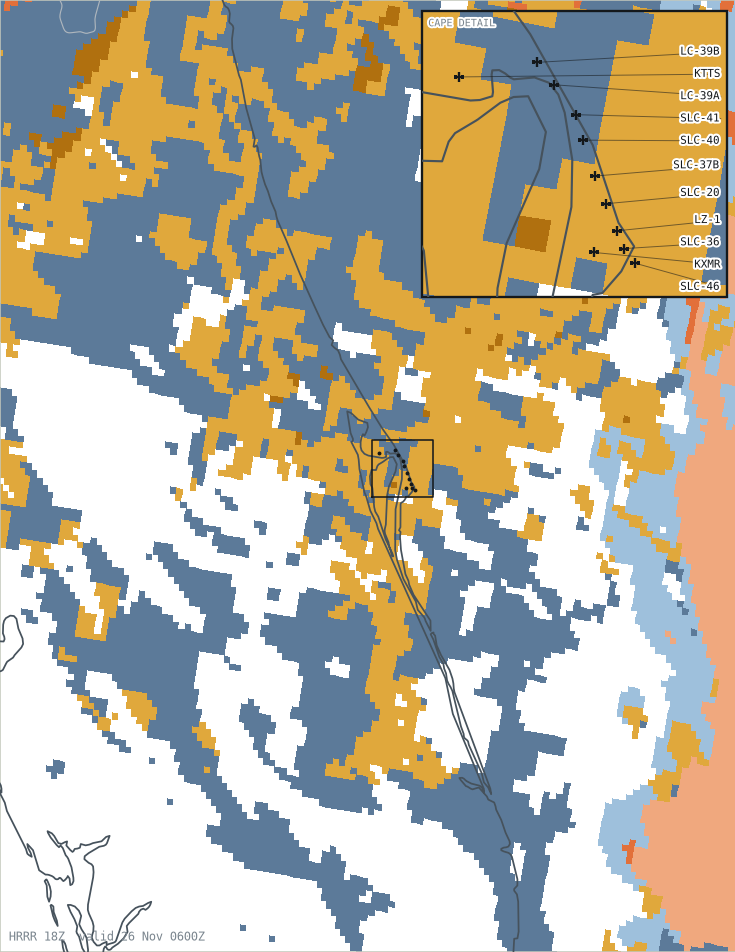 CAPE DETAIL
LC-39B
KTTS
LC-39A
SLC-41
SLC-40
SLC-37B
SLC-20
LZ-1
SLC-36
KXMR
SLC-46
HRRR 18Z valid 26 Nov 0600Z